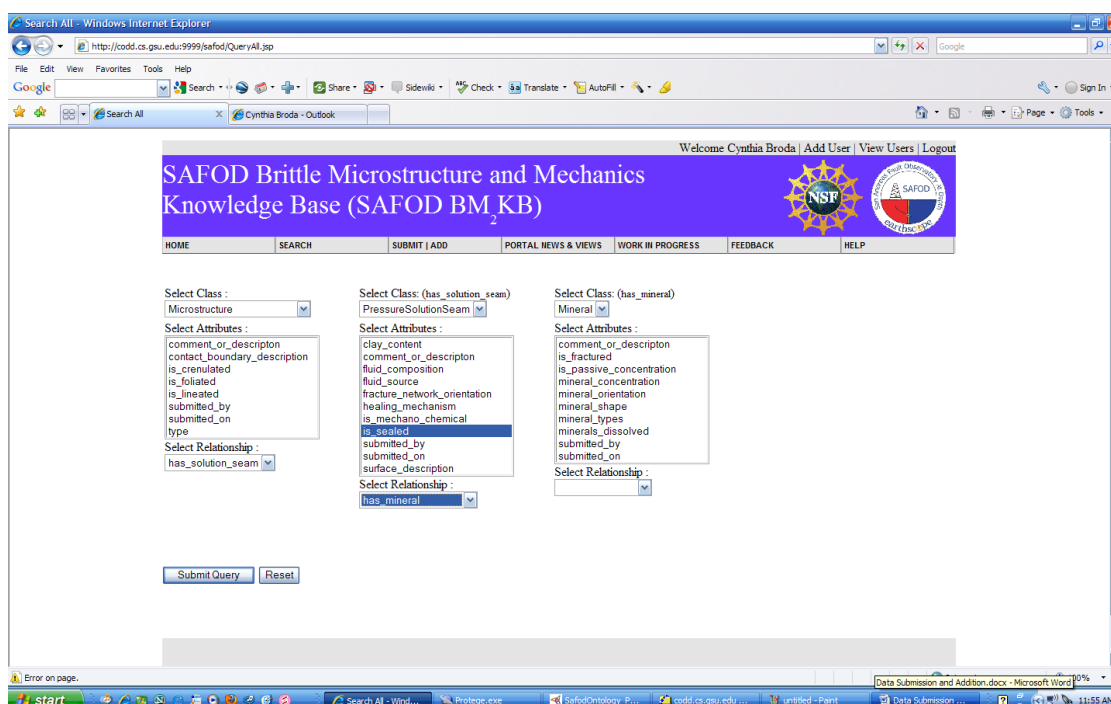 Search All - Windows Internet Explorer
http://codd.cs.gsu.edu:9999/safod/QueryAll.jsp
Google
File Edit View Favorites Tools Help
Google Search Share Sidewiki Check Translate AutoFill Sign In
Search All Cynthia Broda - Outlook Page Tools
Welcome Cynthia Broda | Add User | View Users | Logout
SAFOD Brittle Microstructure and Mechanics
Knowledge Base (SAFOD BM2KB)
NSF
San Andreas Fault Observatory at Depth
SAFOD
earthscope
HOME SEARCH SUBMIT | ADD PORTAL NEWS & VIEWS WORK IN PROGRESS FEEDBACK HELP
Select Class :
Microstructure
Select Attributes :
comment_or_descripton
contact_boundary_description
is_crenulated
is_foliated
is_lineated
submitted_by
submitted_on
type
Select Relationship :
has_solution_seam
Select Class: (has_solution_seam)
PressureSolutionSeam
Select Attributes :
clay_content
comment_or_descripton
fluid_composition
fluid_source
fracture_network_orientation
healing_mechanism
is_mechano_chemical
is_sealed
submitted_by
submitted_on
surface_description
Select Relationship :
has_mineral
Select Class: (has_mineral)
Mineral
Select Attributes :
comment_or_descripton
is_fractured
is_passive_concentration
mineral_concentration
mineral_orientation
mineral_shape
mineral_types
minerals_dissolved
submitted_by
submitted_on
Select Relationship :
Submit Query Reset
Error on page.
Data Submission and Addition.docx - Microsoft Word
start Search All - Wind... Protege.exe SafodOntology_P... codd.cs.gsu.edu ... untitled - Paint Data Submission ... 11:55 AM